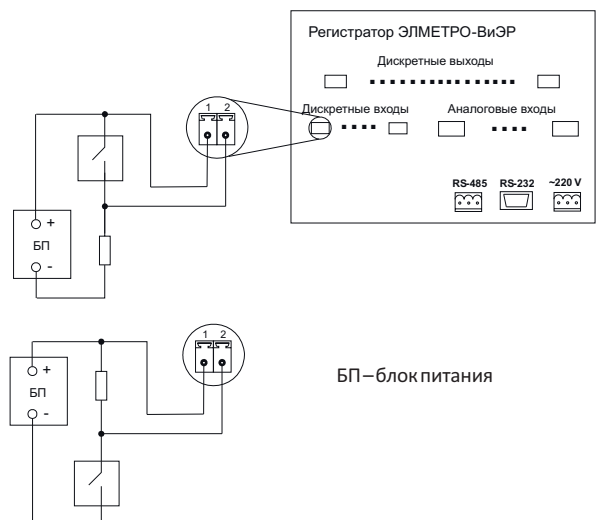 Регистратор ЭЛМЕТРО-ВиЭР
Дискретные выходы
Дискретные входы
Аналоговые входы
RS-485 RS-232 ~220 V
1 2
+
БП
-
1 2
+
БП
-
БП – блок питания